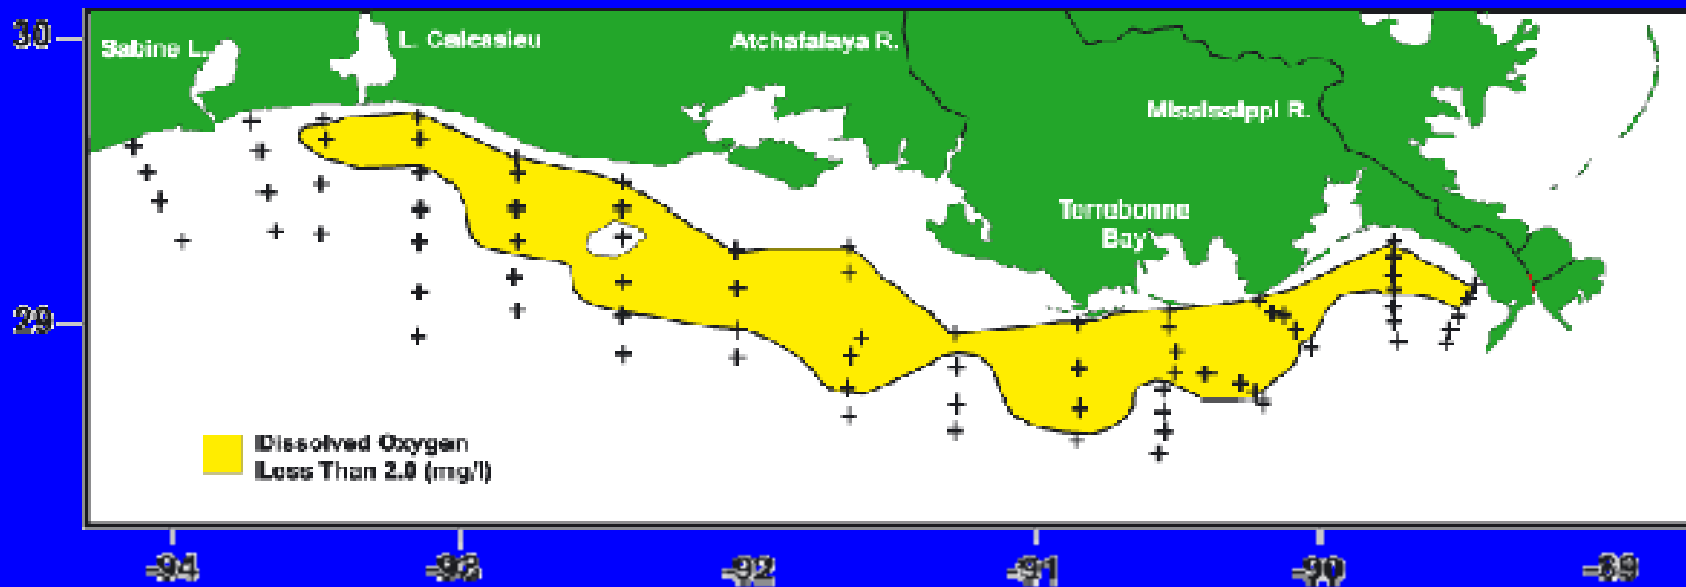 30
Sabine L.
L. Calcasieu
Atchafalaya R.
Mississippi R.
Terrebonne
Bay
29
Dissolved Oxygen
Less Than 2.0 (mg/l)
-94
-93
-92
-91
-90
-89